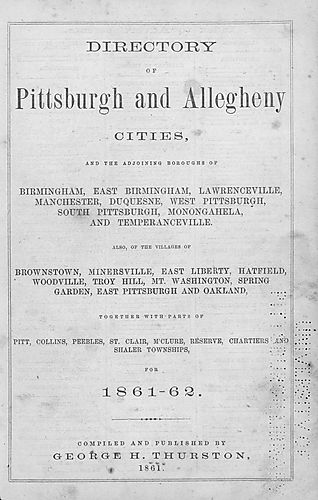 DIRECTORY
OF
Pittsburgh and Allegheny
CITIES,
AND THE ADJOINING BOROUGHS OF
BIRMINGHAM, EAST BIRMINGHAM, LAWRENCEVILLE,
MANCHESTER, DUQUESNE, WEST PITTSBURGH,
SOUTH PITTSBURGH, MONONGAHELA,
AND TEMPERANCEVILLE.
ALSO, OF THE VILLAGES OF
BROWNSTOWN, MINERSVILLE, EAST LIBERTY, HATFIELD,
WOODVILLE, TROY HILL, MT. WASHINGTON, SPRING
GARDEN, EAST PITTSBURGH AND OAKLAND,
TOGETHER WITH PARTS OF
PITT, COLLINS, PEEBLES, ST. CLAIR, M'CLURE, RESERVE, CHARTIERS AND
SHALER TOWNSHIPS,
FOR
1861-62.
COMPILED AND PUBLISHED BY
GEORGE H. THURSTON,
1861.